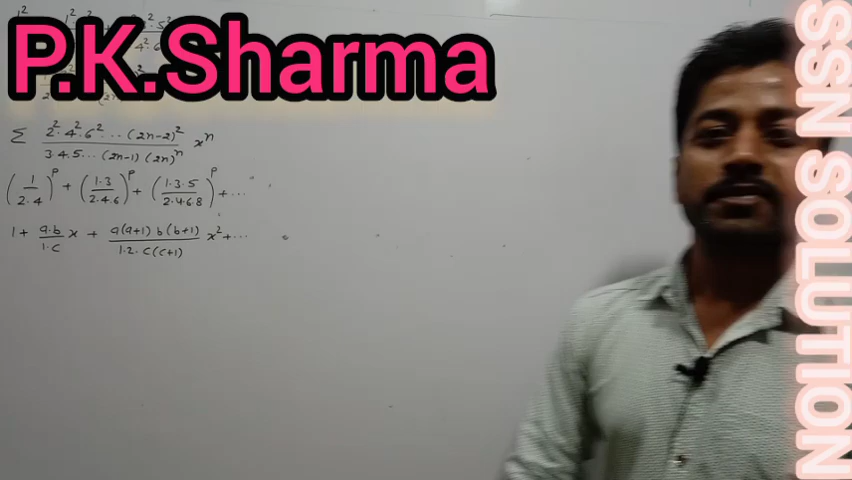 P.K.Sharma
SSN SOLUTION
Σ 2²·4²·6²...(2n-2)² / 3·4·5...(2n-1)(2n)ⁿ xⁿ
(1/2·4)ᵖ + (1·3/2·4·6)ᵖ + (1·3·5/2·4·6·8)ᵖ + ...
1 + a·b/1·c x + a(a+1) b(b+1)/1·2·c(c+1) x² + ...